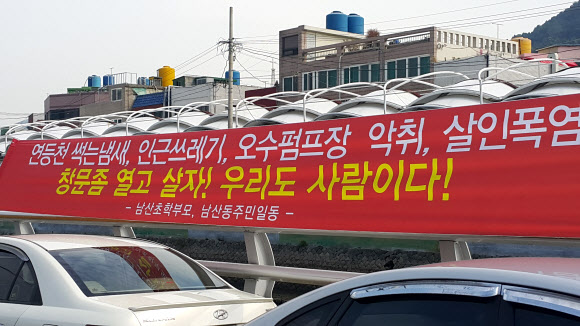 연등천 썩는냄새, 인근쓰레기, 오수펌프장 악취, 살인폭염
창문좀 열고 살자! 우리도 사람이다!
- 남산초학부모, 남산동주민일동 -